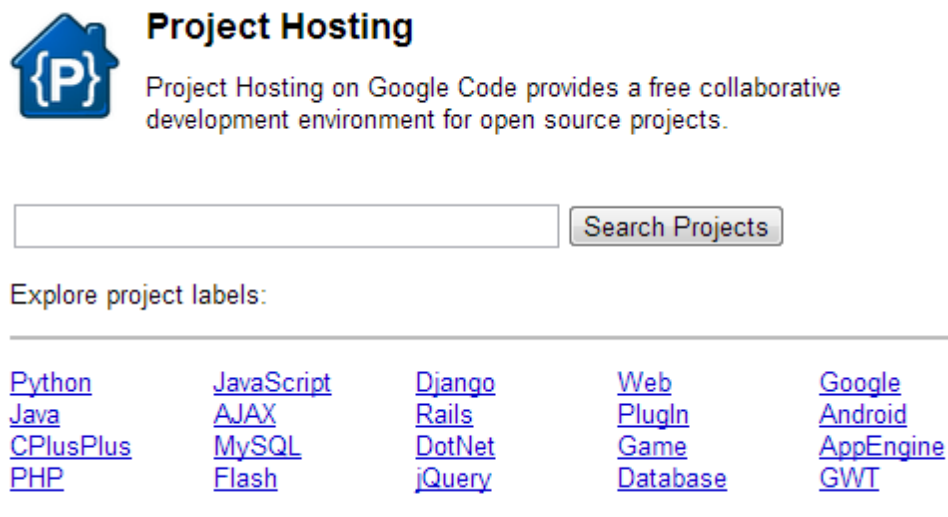 {P}
Project Hosting
Project Hosting on Google Code provides a free collaborative
development environment for open source projects.
Search Projects
Explore project labels:
Python JavaScript Django Web Google
Java AJAX Rails PlugIn Android
CPlusPlus MySQL DotNet Game AppEngine
PHP Flash jQuery Database GWT